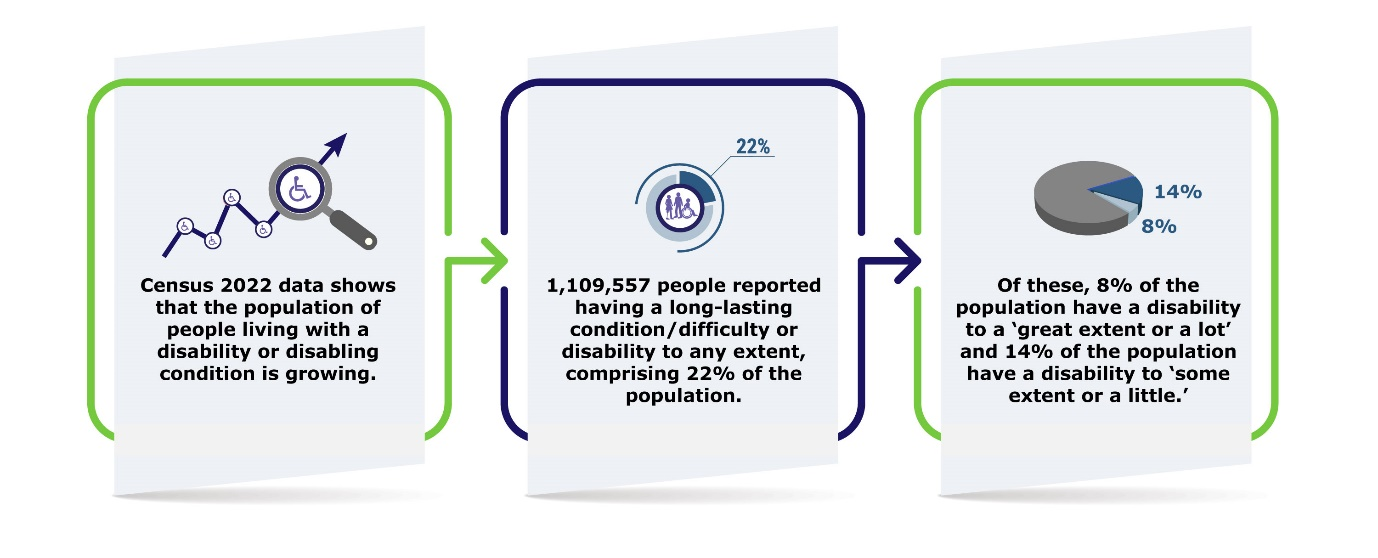 Census 2022 data shows
that the population of
people living with a
disability or disabling
condition is growing.
22%
1,109,557 people reported
having a long-lasting
condition/difficulty or
disability to any extent,
comprising 22% of the
population.
14%
8%
Of these, 8% of the
population have a disability
to a ‘great extent or a lot’
and 14% of the population
have a disability to ‘some
extent or a little.’